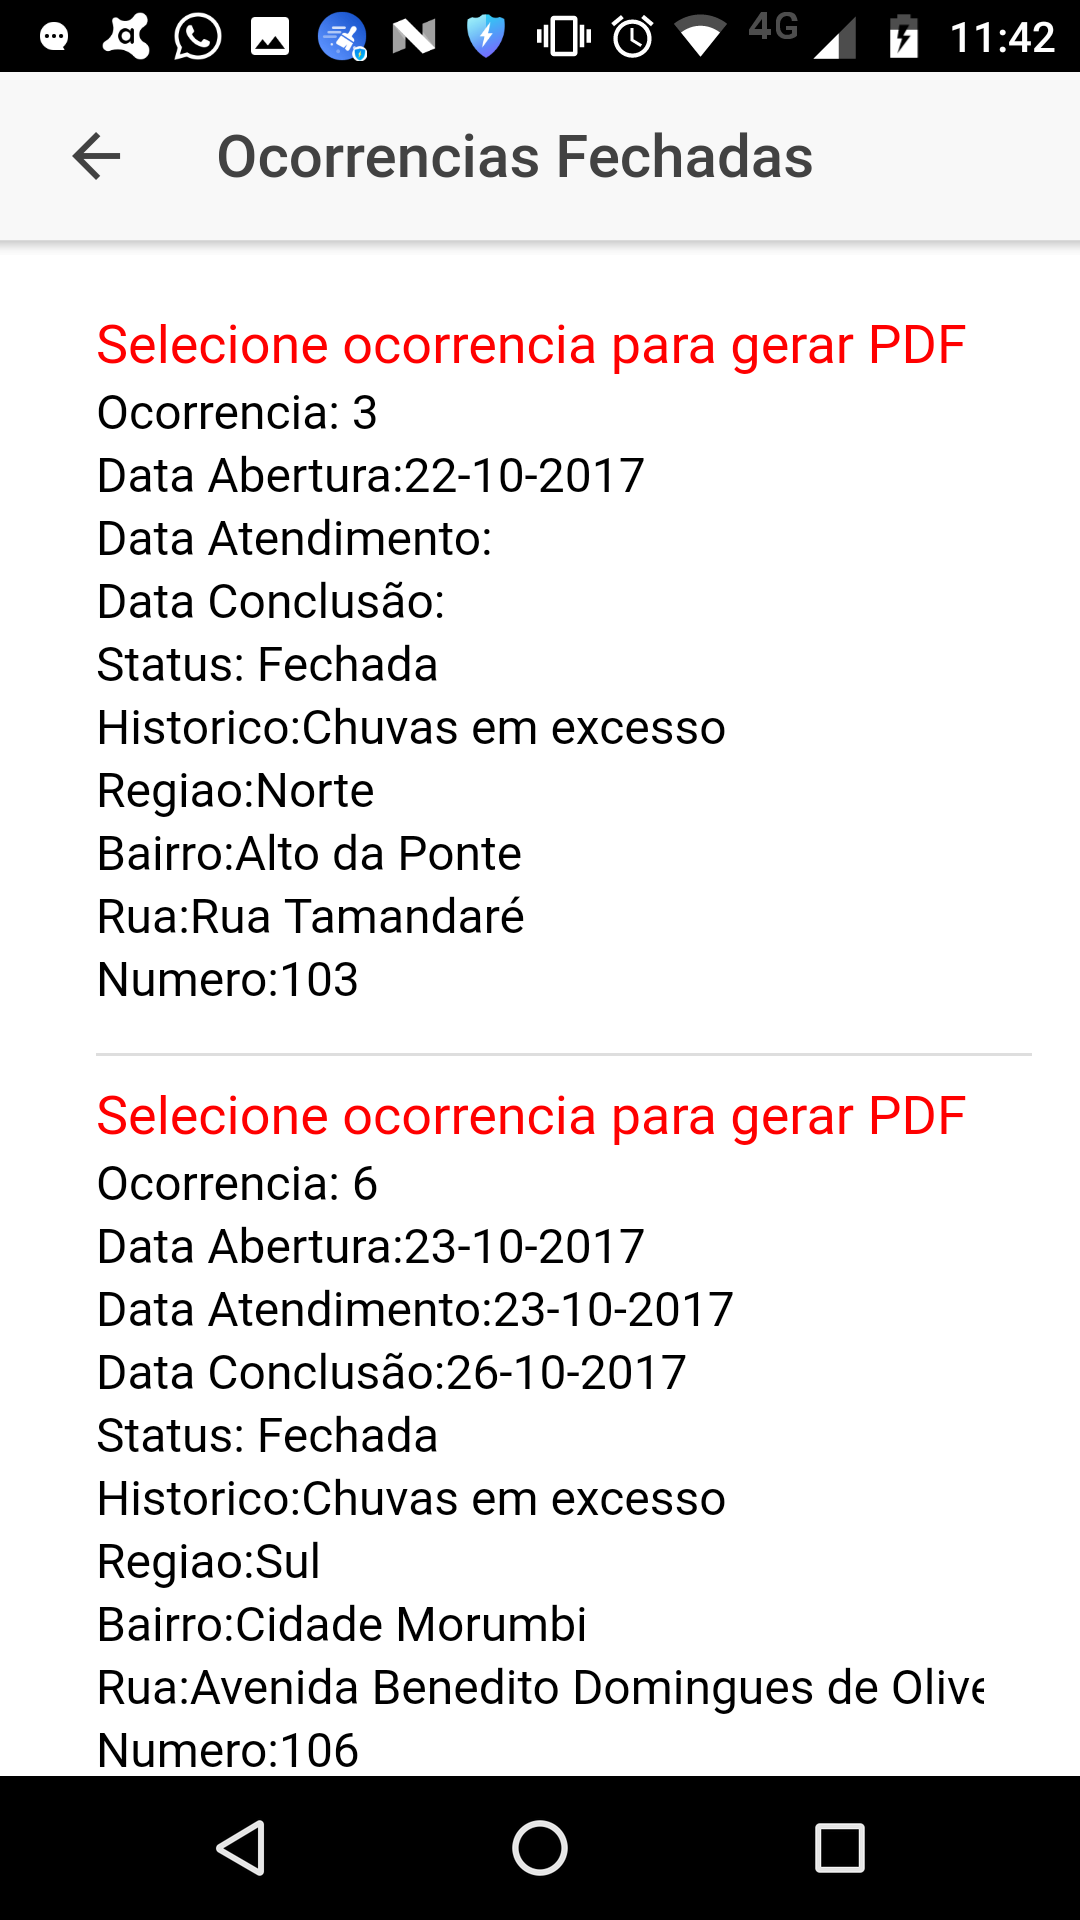 4G 11:42
Ocorrencias Fechadas
Selecione ocorrencia para gerar PDF
Ocorrencia: 3
Data Abertura:22-10-2017
Data Atendimento:
Data Conclusão:
Status: Fechada
Historico:Chuvas em excesso
Regiao:Norte
Bairro:Alto da Ponte
Rua:Rua Tamandaré
Numero:103
Selecione ocorrencia para gerar PDF
Ocorrencia: 6
Data Abertura:23-10-2017
Data Atendimento:23-10-2017
Data Conclusão:26-10-2017
Status: Fechada
Historico:Chuvas em excesso
Regiao:Sul
Bairro:Cidade Morumbi
Rua:Avenida Benedito Domingues de Olive
Numero:106